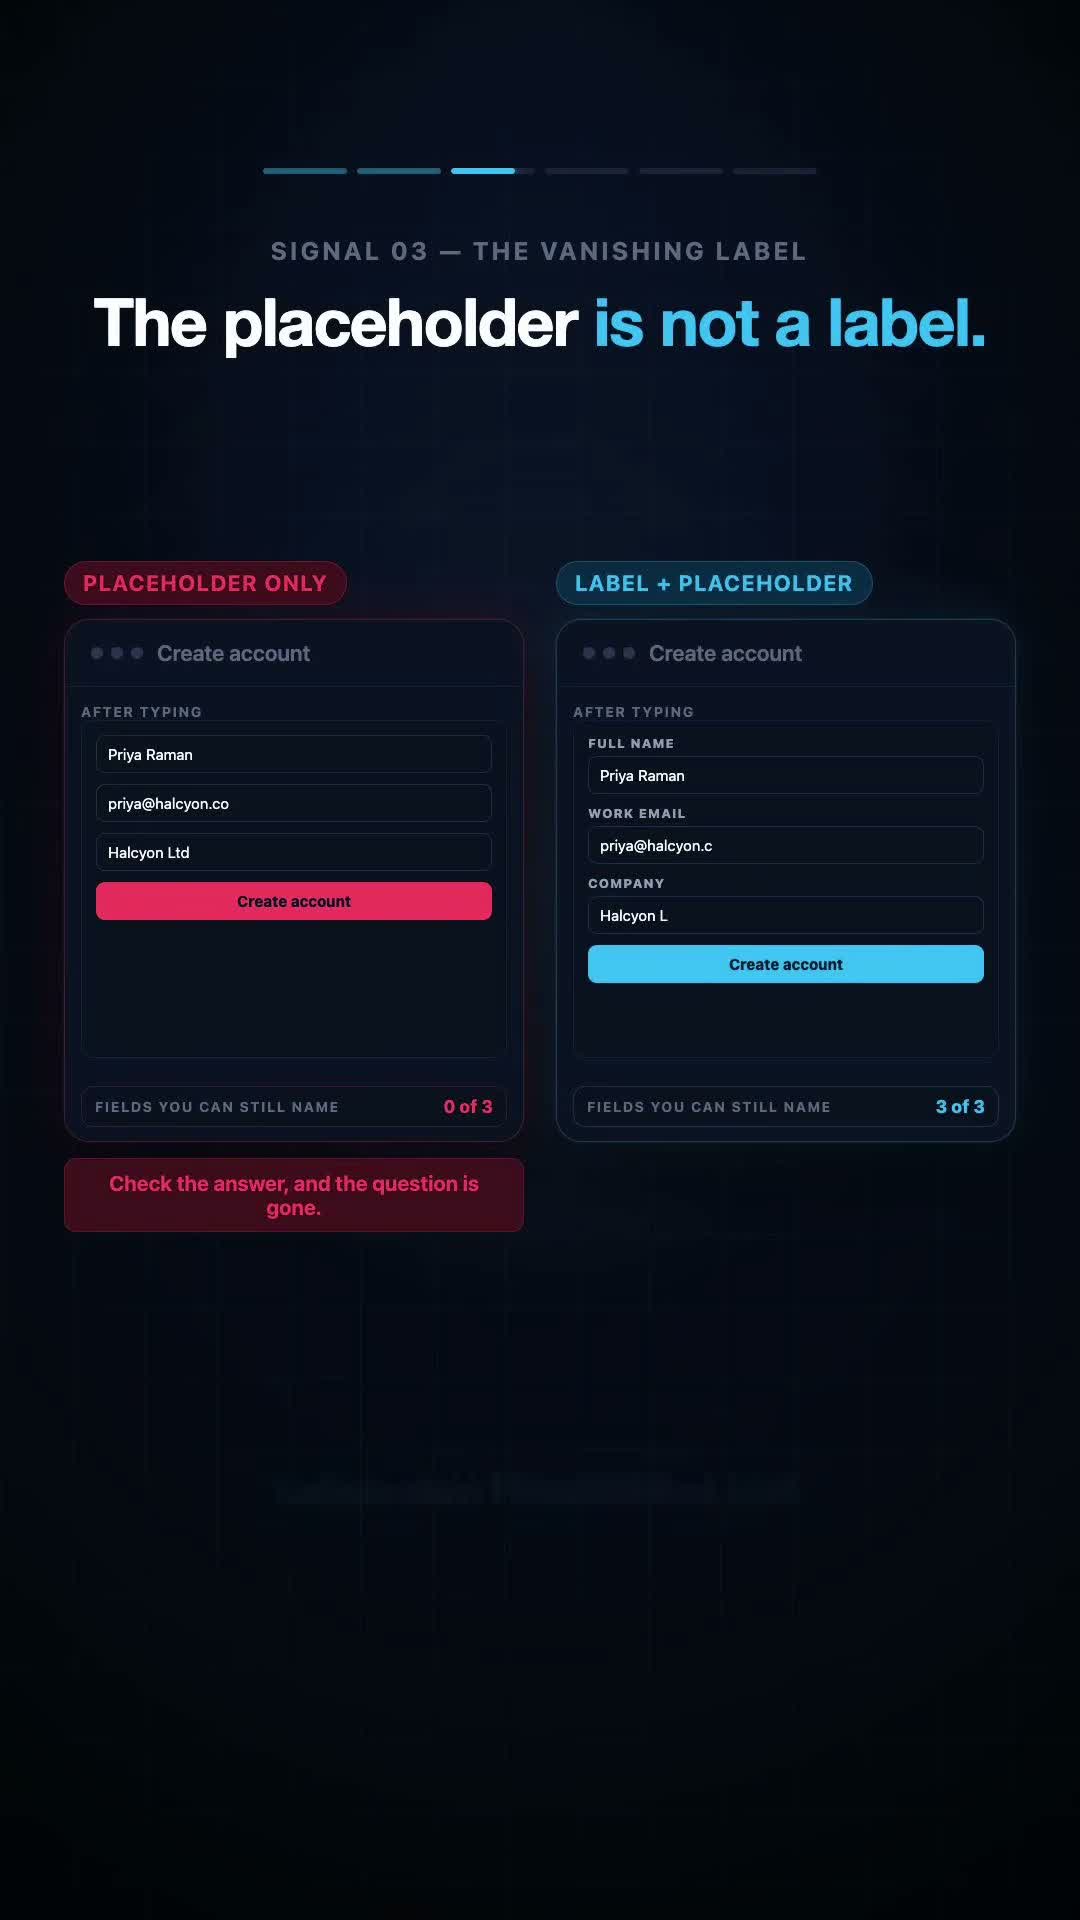 SIGNAL 03 — THE VANISHING LABEL
The placeholder is not a label.
PLACEHOLDER ONLY
Create account
AFTER TYPING
Priya Raman
priya@halcyon.co
Halcyon Ltd
Create account
FIELDS YOU CAN STILL NAME 0 of 3
Check the answer, and the question is
gone.
LABEL + PLACEHOLDER
Create account
AFTER TYPING
FULL NAME
Priya Raman
WORK EMAIL
priya@halcyon.c
COMPANY
Halcyon L
Create account
FIELDS YOU CAN STILL NAME 3 of 3